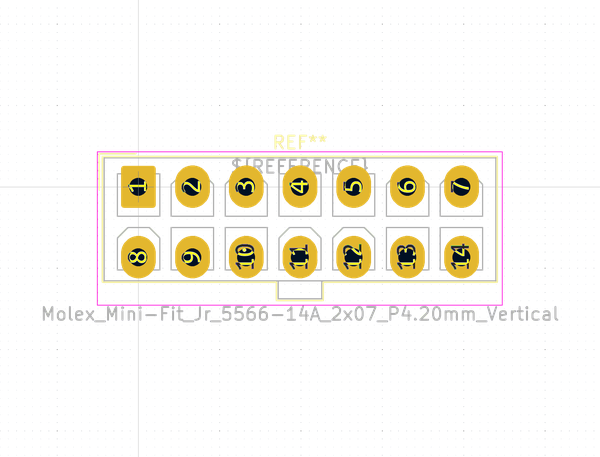 REF**
${REFERENCE}
1 2 3 4 5 6 7
8 9 10 11 12 13 14
Molex_Mini-Fit_Jr_5566-14A_2x07_P4.20mm_Vertical